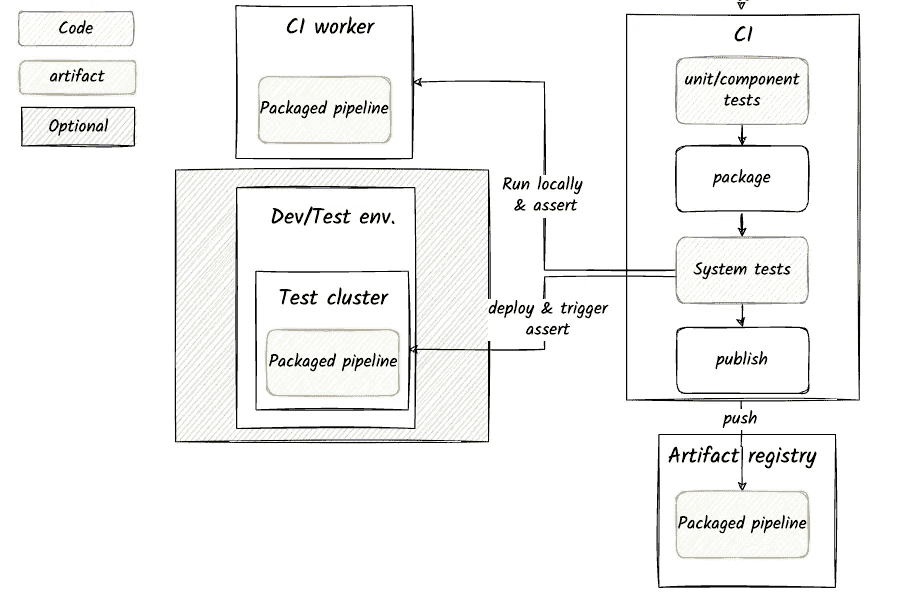 Code
artifact
Optional
CI worker
Packaged pipeline
Dev/Test env.
Test cluster
Packaged pipeline
Run locally
& assert
deploy & trigger
assert
CI
unit/component
tests
package
System tests
publish
push
Artifact registry
Packaged pipeline